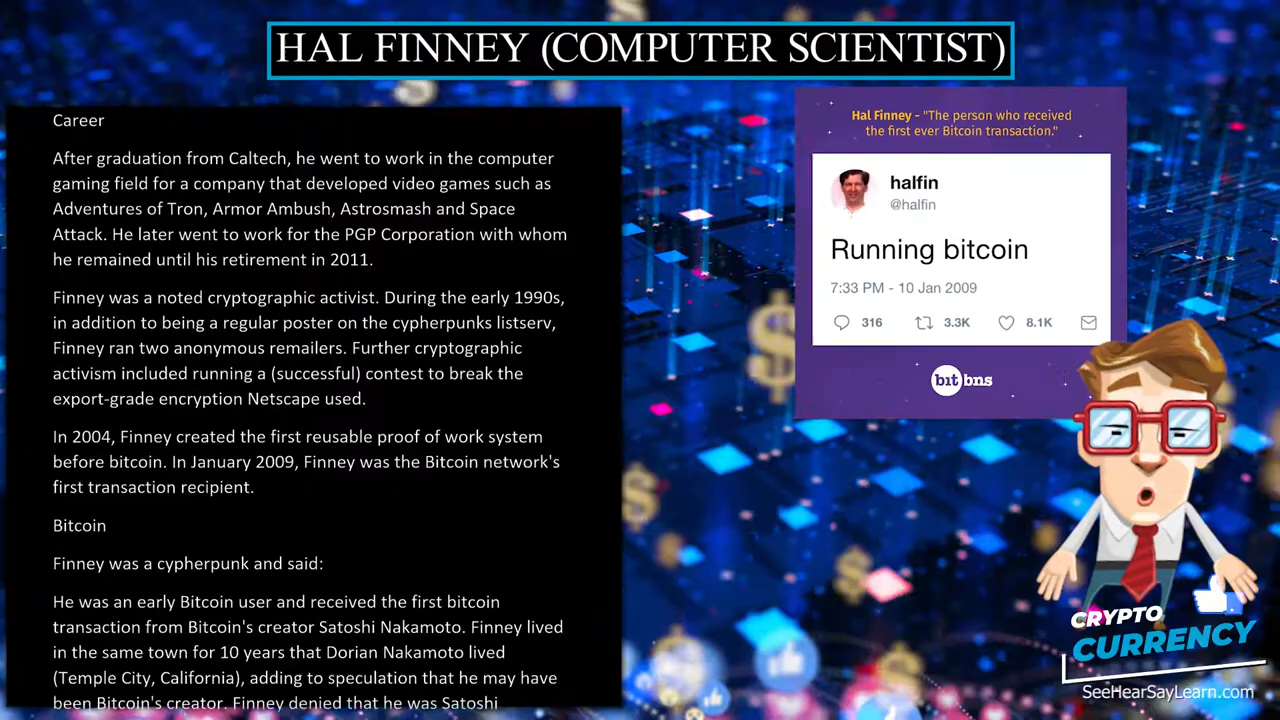 HAL FINNEY (COMPUTER SCIENTIST)
Career
After graduation from Caltech, he went to work in the computer
gaming field for a company that developed video games such as
Adventures of Tron, Armor Ambush, Astrosmash and Space
Attack. He later went to work for the PGP Corporation with whom
he remained until his retirement in 2011.
Finney was a noted cryptographic activist. During the early 1990s,
in addition to being a regular poster on the cypherpunks listserv,
Finney ran two anonymous remailers. Further cryptographic
activism included running a (successful) contest to break the
export-grade encryption Netscape used.
In 2004, Finney created the first reusable proof of work system
before bitcoin. In January 2009, Finney was the Bitcoin network's
first transaction recipient.
Bitcoin
Finney was a cypherpunk and said:
He was an early Bitcoin user and received the first bitcoin
transaction from Bitcoin's creator Satoshi Nakamoto. Finney lived
in the same town for 10 years that Dorian Nakamoto lived
(Temple City, California), adding to speculation that he may have
been Bitcoin's creator. Finney denied that he was Satoshi
Hal Finney - "The person who received
the first ever Bitcoin transaction."
halfin
@halfin
Running bitcoin
7:33 PM - 10 Jan 2009
316 3.3K 8.1K
bitbns
CRYPTO
CURRENCY
SeeHearSayLearn.com